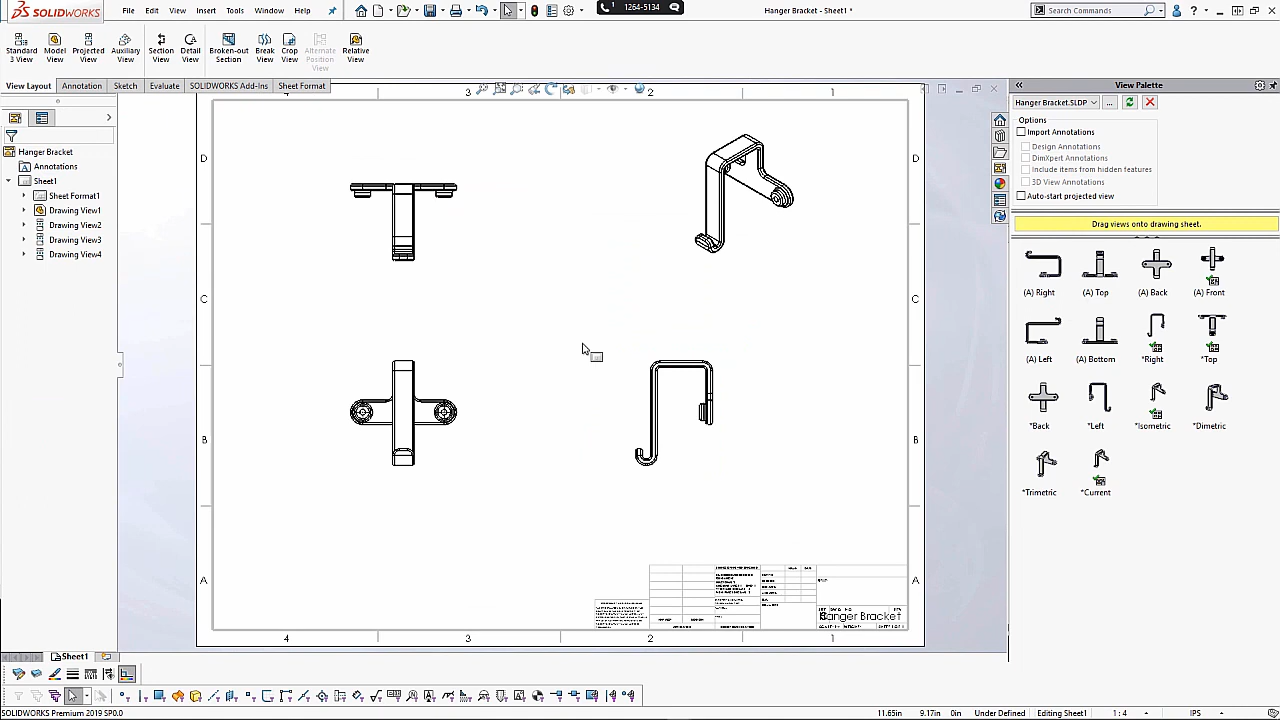 SOLIDWORKS File Edit View Insert Tools Window Help 1264-5134 Hanger Bracket - Sheet1 * Search Commands
Standard 3 View
Model View
Projected View
Auxiliary View
Section View
Detail View
Broken-out Section
Break View
Crop View
Alternate Position View
Relative View
View Layout Annotation Sketch Evaluate SOLIDWORKS Add-Ins Sheet Format
Hanger Bracket
Annotations
Sheet1
Sheet Format1
Drawing View1
Drawing View2
Drawing View3
Drawing View4
4 3 2 1
D D
C C
B B
A A
Hanger Bracket
4 3 2 1
View Palette
Hanger Bracket.SLDP
Options
Import Annotations
Design Annotations
DimXpert Annotations
Include items from hidden features
3D View Annotations
Auto-start projected view
Drag views onto drawing sheet.
(A) Right (A) Top (A) Back (A) Front
(A) Left (A) Bottom *Right *Top
*Back *Left *Isometric *Dimetric
*Trimetric *Current
Sheet1
SOLIDWORKS Premium 2019 SP0.0 11.65in 9.17in 0in Under Defined Editing Sheet1 1 : 4 IPS